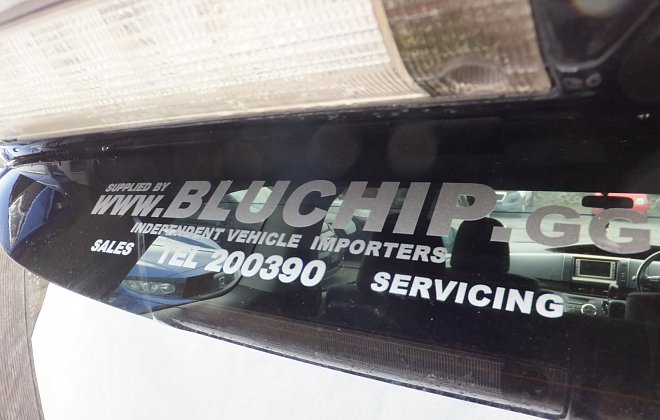 SUPPLIED BY
WWW.BLUCHIP.GG
INDEPENDENT VEHICLE IMPORTERS
SALES TEL 200390 SERVICING